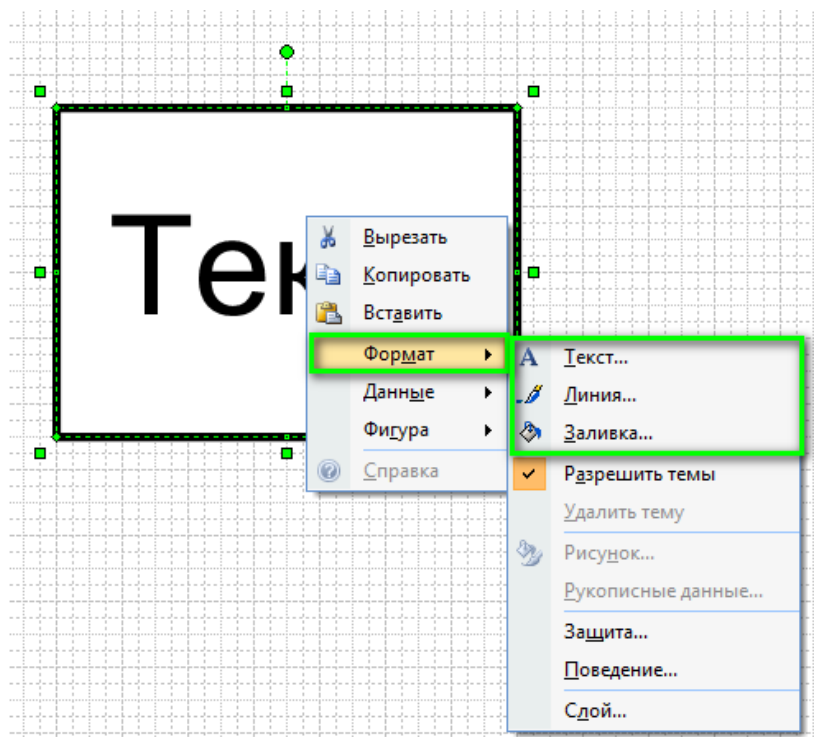 Тек
Вырезать
Копировать
Вставить
Формат
Данные
Фигура
Справка
Текст...
Линия...
Заливка...
Разрешить темы
Удалить тему
Рисунок...
Рукописные данные...
Защита...
Поведение...
Слой...